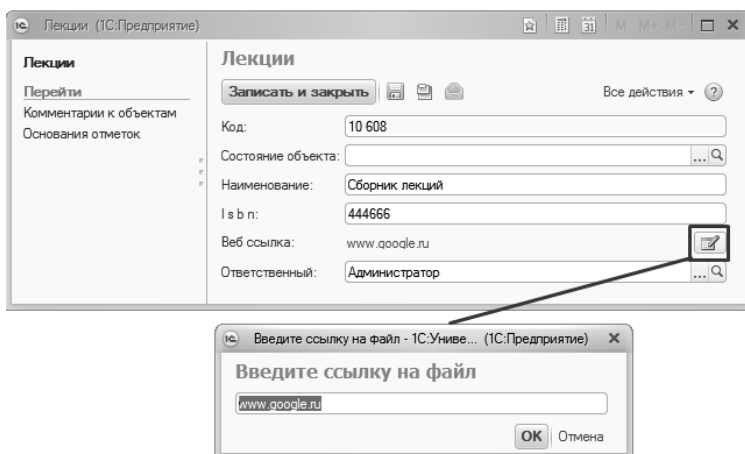 Лекции (1С:Предприятие)
31 M M+ M-
Лекции
Перейти
Комментарии к объектам
Основания отметок
Лекции
Записать и закрыть
Все действия ?
Код: 10 608
Состояние объекта: ...
Наименование: Сборник лекций
I s b n: 444666
Веб ссылка: www.google.ru
Ответственный: Администратор ...
Введите ссылку на файл - 1С:Униве... (1С:Предприятие)
Введите ссылку на файл
www.google.ru
OK Отмена